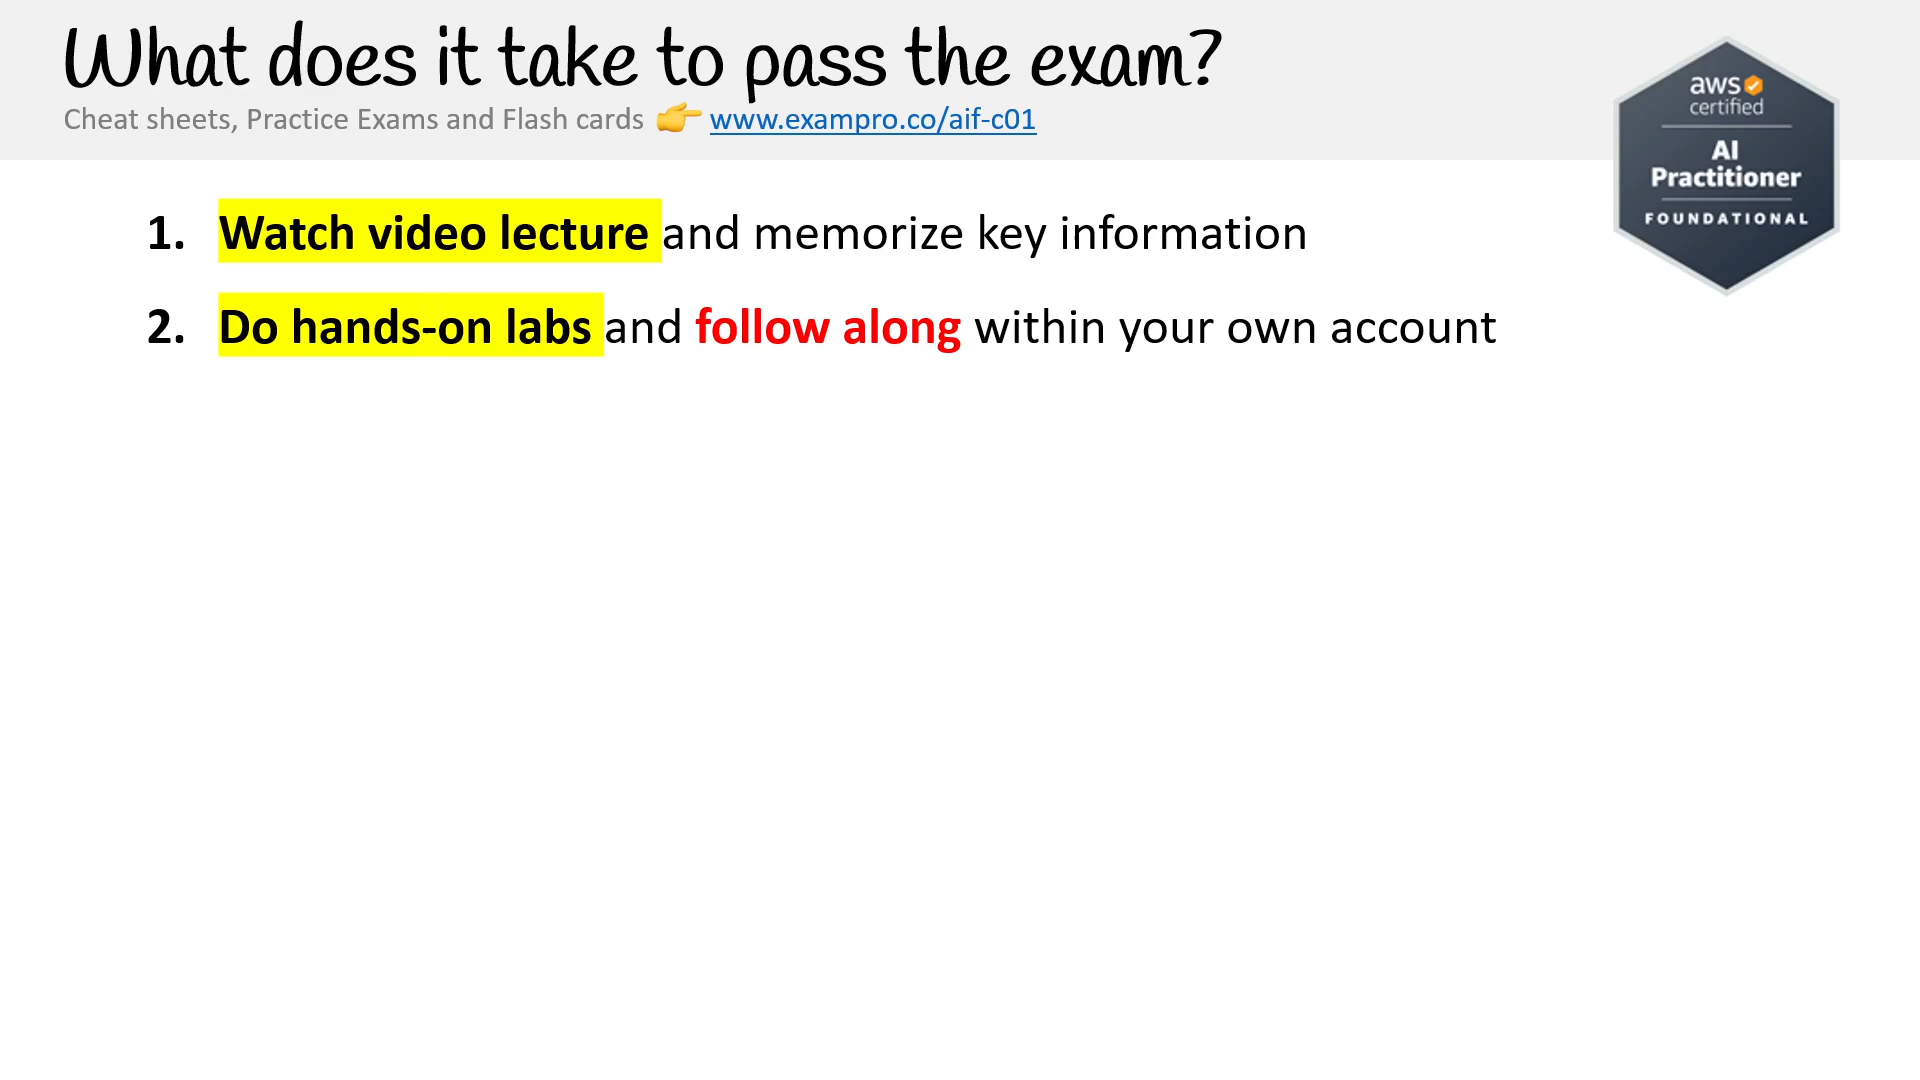 What does it take to pass the exam?
Cheat sheets, Practice Exams and Flash cards 👉 www.exampro.co/aif-c01
aws
certified
AI
Practitioner
FOUNDATIONAL
1. Watch video lecture and memorize key information
2. Do hands-on labs and follow along within your own account